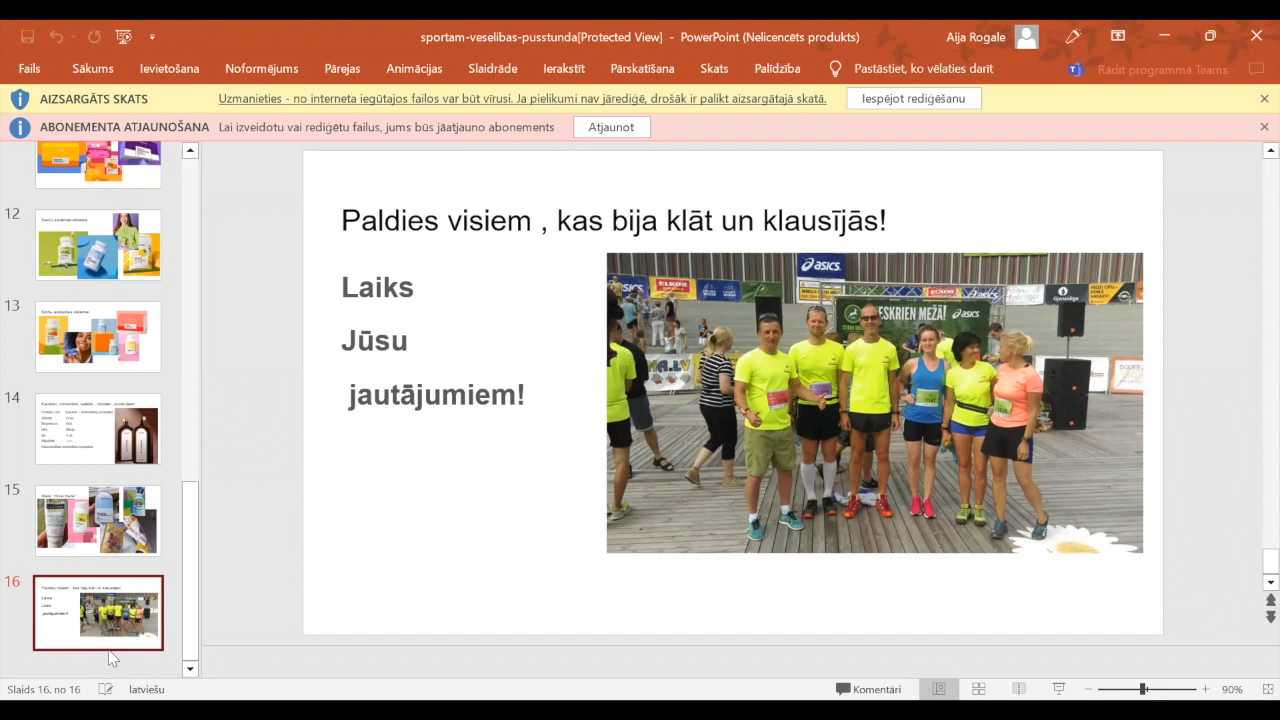 sportam-veselibas-pusstunda[Protected View] - PowerPoint (Nelicencēts produkts)
Aija Rogale
Fails Sākums Ievietošana Noformējums Pārejas Animācijas Slaidrāde Ierakstīt Pārskatīšana Skats Palīdzība Pastāstiet, ko vēlaties darīt Rādīt programmā Teams
AIZSARGĀTS SKATS Uzmanieties - no interneta iegūtajos failos var būt vīrusi. Ja pielikumi nav jārediģē, drošāk ir palikt aizsargātajā skatā. Iespējot rediģēšanu
ABONEMENTA ATJAUNOŠANA Lai izveidotu vai rediģētu failus, jums būs jāatjauno abonements Atjaunot
12
13
14
15
16
Paldies visiem , kas bija klāt un klausījās!
Laiks
Jūsu
jautājumiem!
asics
ELKOR
ESKRIEN MEŽĀ!
asics
Slaids 16. no 16 latviešu Komentāri 90%